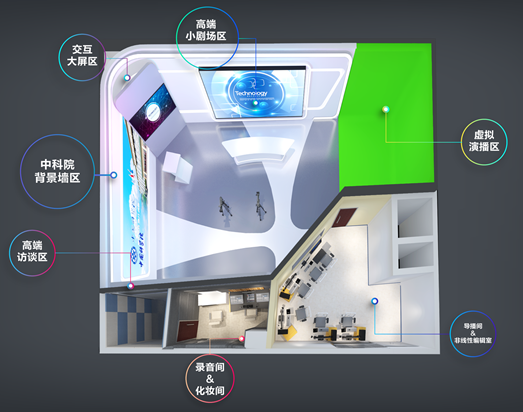 高端
小剧场区
交互
大屏区
Technology
虚拟
演播区
中科院
背景墙区
高端
访谈区
导播间
&
非线性编辑室
录音间
&
化妆间